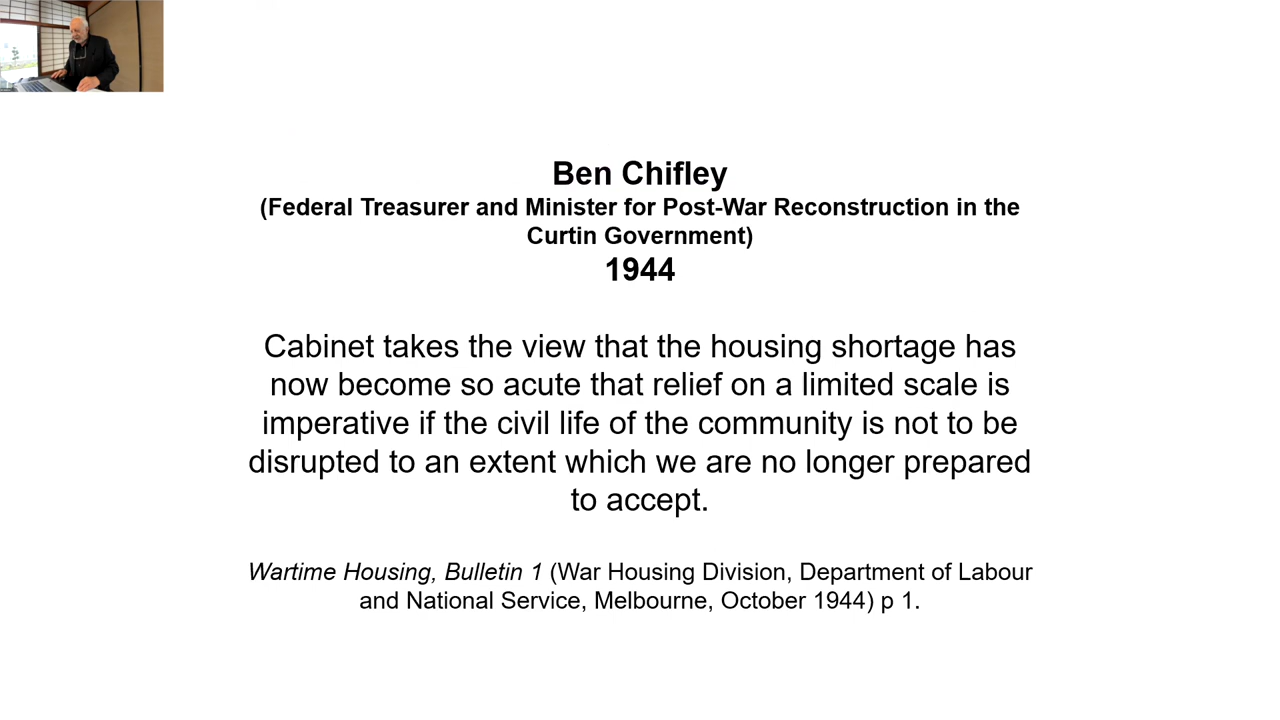 Ben Chifley
(Federal Treasurer and Minister for Post-War Reconstruction in the
Curtin Government)
1944
Cabinet takes the view that the housing shortage has
now become so acute that relief on a limited scale is
imperative if the civil life of the community is not to be
disrupted to an extent which we are no longer prepared
to accept.
Wartime Housing, Bulletin 1 (War Housing Division, Department of Labour
and National Service, Melbourne, October 1944) p 1.